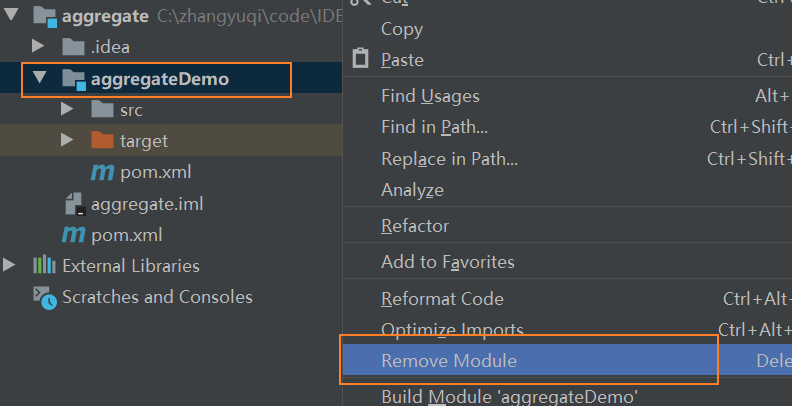 aggregate C:\zhangyuqi\code\IDE
.idea
aggregateDemo
src
target
pom.xml
aggregate.iml
pom.xml
External Libraries
Scratches and Consoles
Copy
Paste Ctrl+
Find Usages Alt+
Find in Path... Ctrl+Shift-
Replace in Path... Ctrl+Shift-
Analyze
Refactor
Add to Favorites
Reformat Code Ctrl+Alt-
Optimize Imports Ctrl+Alt+
Remove Module Dele
Build Module 'aggregateDemo'